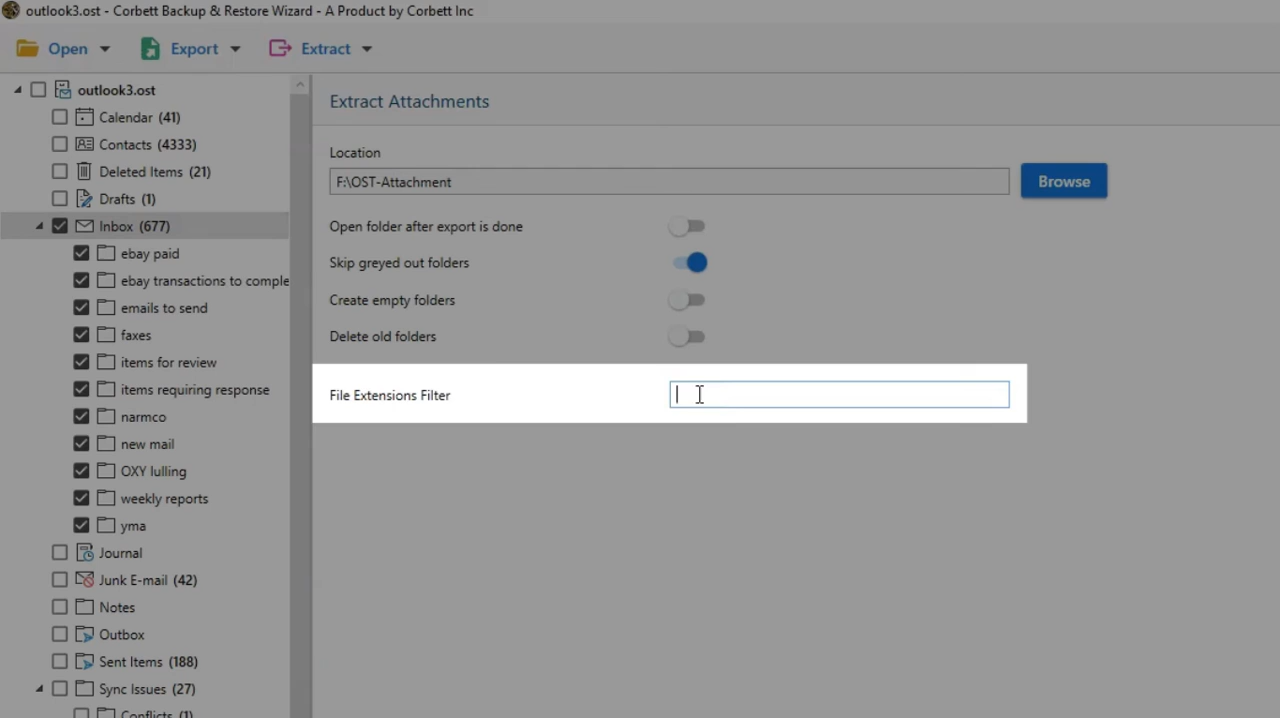 outlook3.ost - Corbett Backup & Restore Wizard - A Product by Corbett Inc
Open Export Extract
outlook3.ost
Calendar (41)
Contacts (4333)
Deleted Items (21)
Drafts (1)
Inbox (677)
ebay paid
ebay transactions to comple
emails to send
faxes
items for review
items requiring response
narmco
new mail
OXY lulling
weekly reports
yma
Journal
Junk E-mail (42)
Notes
Outbox
Sent Items (188)
Sync Issues (27)
Conflicts (1)
Extract Attachments
Location
F:\OST-Attachment Browse
Open folder after export is done
Skip greyed out folders
Create empty folders
Delete old folders
File Extensions Filter